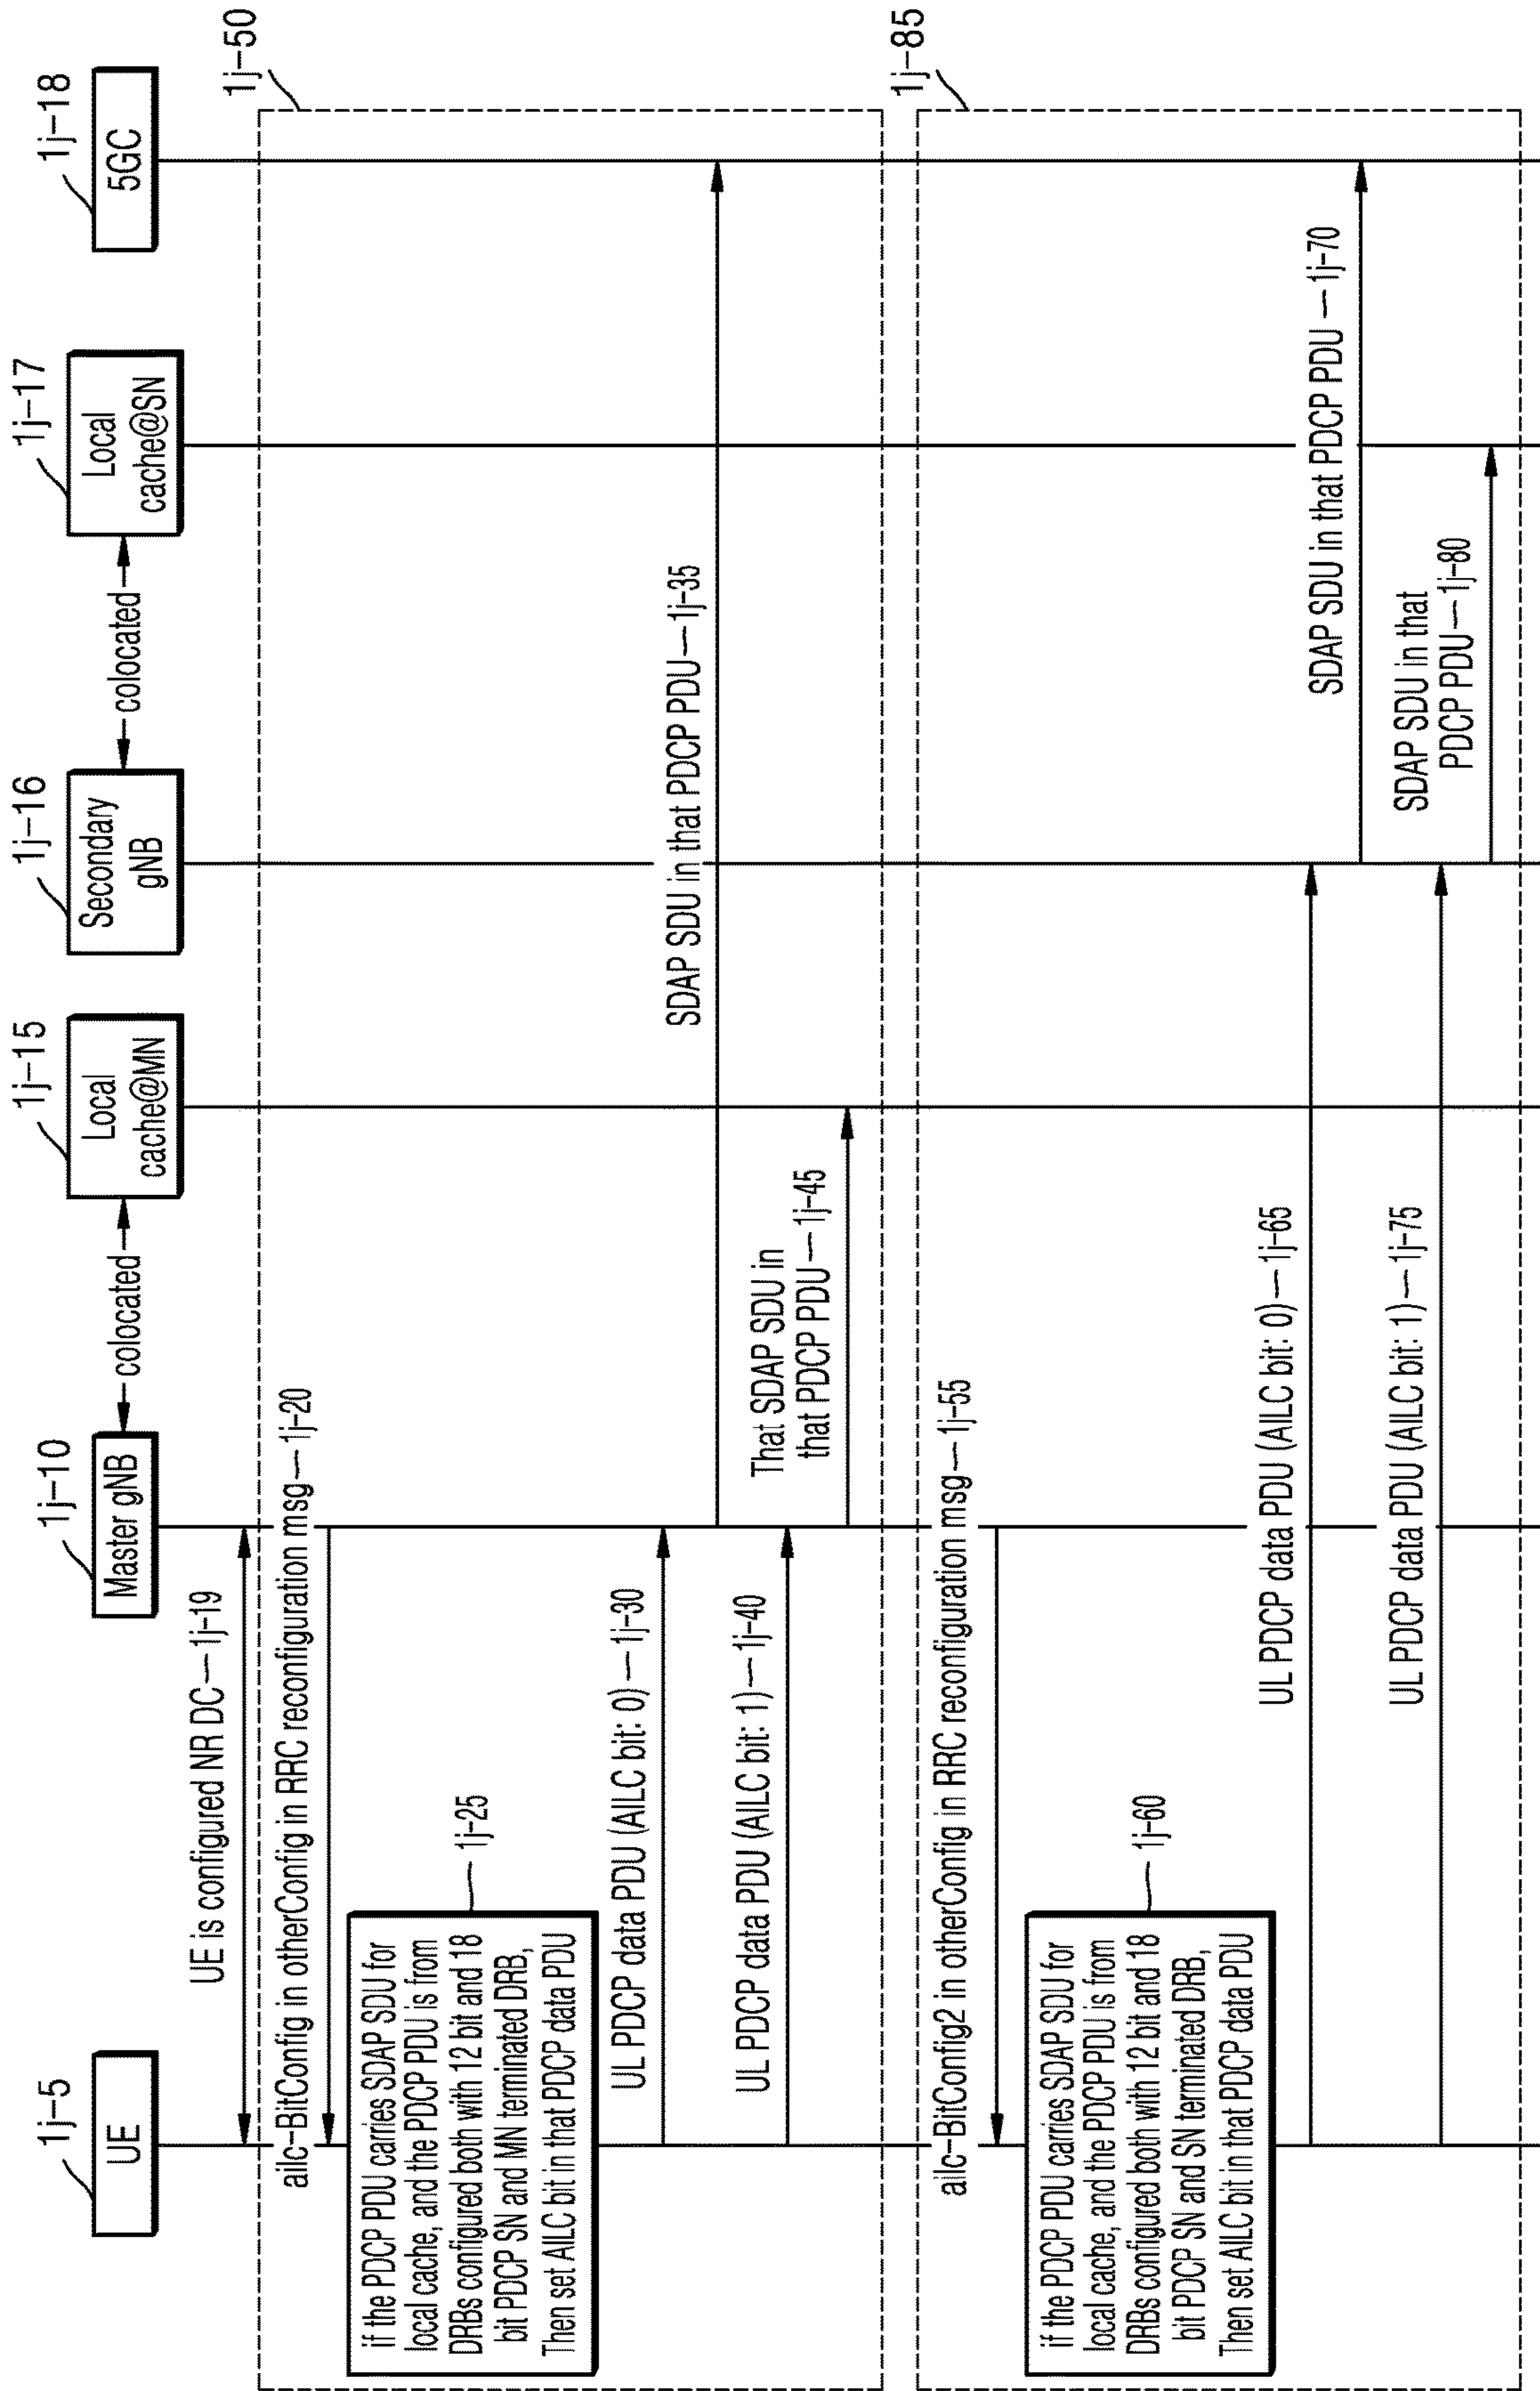 1j-5
UE
1j-10
Master gNB
colocated
1j-15
Local
cache@MN
1j-16
Secondary
gNB
colocated
1j-17
Local
cache@SN
1j-18
5GC
UE is configured NR DC
1j-19
1j-50
ailc-BitConfig in otherConfig in RRC reconfiguration msg
1j-20
if the PDCP PDU carries SDAP SDU for
local cache, and the PDCP PDU is from
DRBs configured both with 12 bit and 18
bit PDCP SN and MN terminated DRB,
Then set AILC bit in that PDCP data PDU
1j-25
UL PDCP data PDU (AILC bit: 0)
1j-30
SDAP SDU in that PDCP PDU
1j-35
UL PDCP data PDU (AILC bit: 1)
1j-40
That SDAP SDU in
that PDCP PDU
1j-45
1j-85
ailc-BitConfig2 in otherConfig in RRC reconfiguration msg
1j-55
if the PDCP PDU carries SDAP SDU for
local cache, and the PDCP PDU is from
DRBs configured both with 12 bit and 18
bit PDCP SN and SN terminated DRB,
Then set AILC bit in that PDCP data PDU
1j-60
UL PDCP data PDU (AILC bit: 0)
1j-65
SDAP SDU in that PDCP PDU
1j-70
UL PDCP data PDU (AILC bit: 1)
1j-75
SDAP SDU in that
PDCP PDU
1j-80